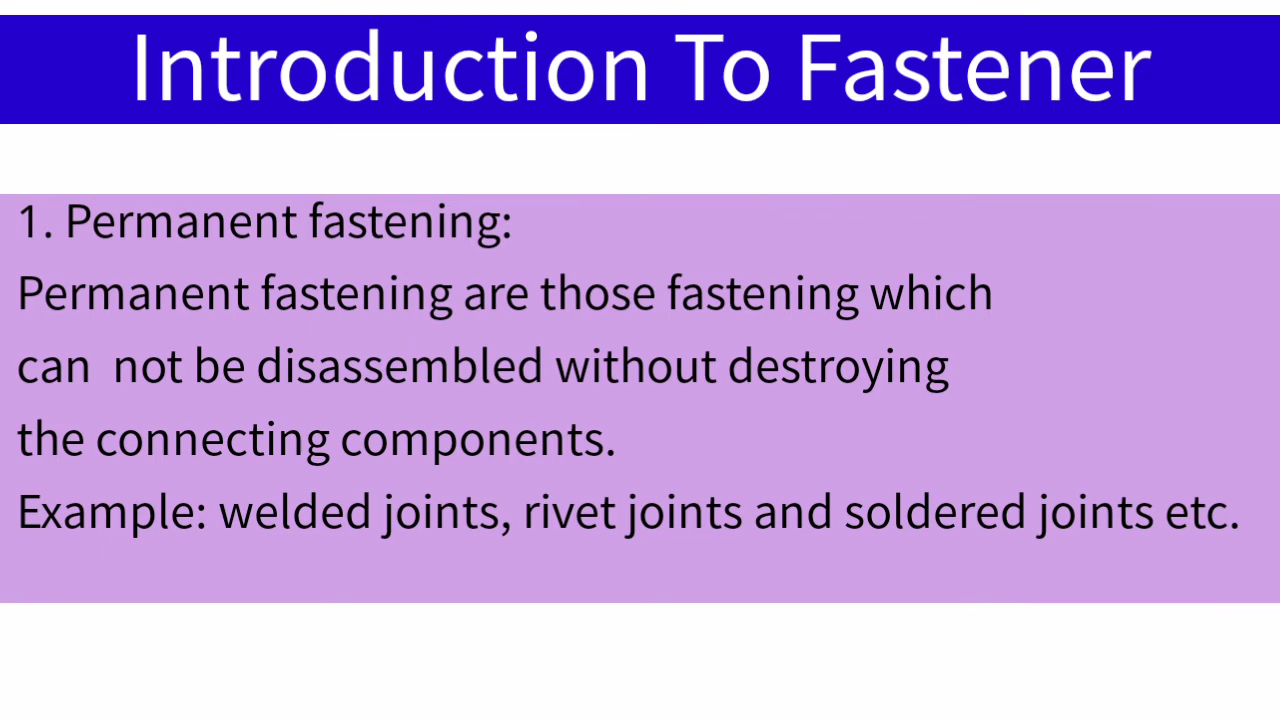 Introduction To Fastener
1. Permanent fastening:
Permanent fastening are those fastening which
can  not be disassembled without destroying
the connecting components.
Example: welded joints, rivet joints and soldered joints etc.